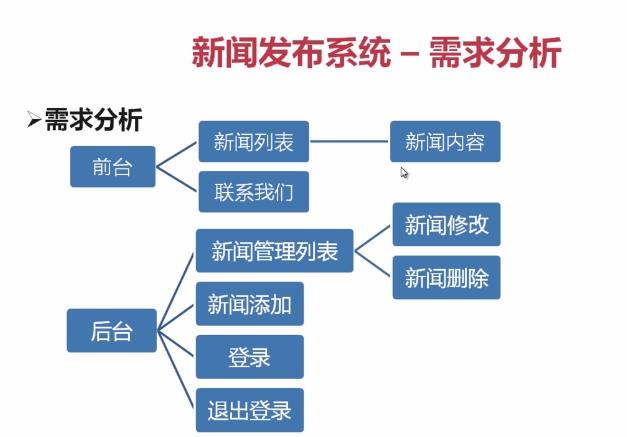 新闻发布系统 – 需求分析
➢需求分析
前台
新闻列表
新闻内容
联系我们
后台
新闻管理列表
新闻修改
新闻删除
新闻添加
登录
退出登录